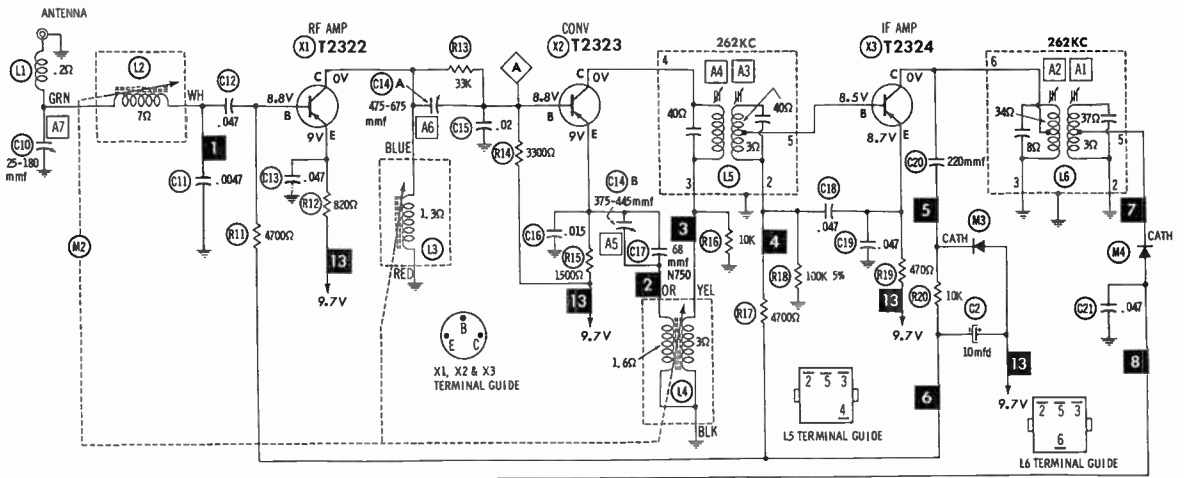 ANTENNA
L1
.2Ω
GRN
A7
C10
25-180
mmf
L2
7Ω
WH
1
C11
.0047
C12
.047
M2
R11
4700Ω
RF AMP
X1 T2322
C
0V
8.8V
B
E
C13
.047
R12
820Ω
13
9.7V
C14 A
475-675
mmf
A6
BLUE
1.3Ω
L3
RED
R13
33K
C15
.02
A
R14
3300Ω
B
E C
X1, X2 & X3
TERMINAL GUIDE
CONV
X2 T2323
C
0V
8.8V
B
9V
E
C16
.015
R15
1500Ω
13
9.7V
C14 B
375-445mmf
A5
C17
68
mmf
N750
2
OR
YEL
1.6Ω
3Ω
L4
BLK
262KC
4
A4
A3
40Ω
40Ω
3Ω
5
3
L5
2
3
R16
10K
4
R17
4700Ω
R18
100K 5%
C18
.047
C19
.047
IF AMP
X3 T2324
C
0V
8.5V
B
8.7V
E
R19
470Ω
13
9.7V
2 5 3
4
L5 TERMINAL GUIDE
C20
220mmf
5
CATH
M3
R20
10K
C2
10mfd
6
13
9.7V
262KC
6
A2
A1
34Ω
8Ω
37Ω
3Ω
5
3
L6
2
7
CATH
M4
C21
.047
8
2 5 3
6
L6 TERMINAL GUIDE